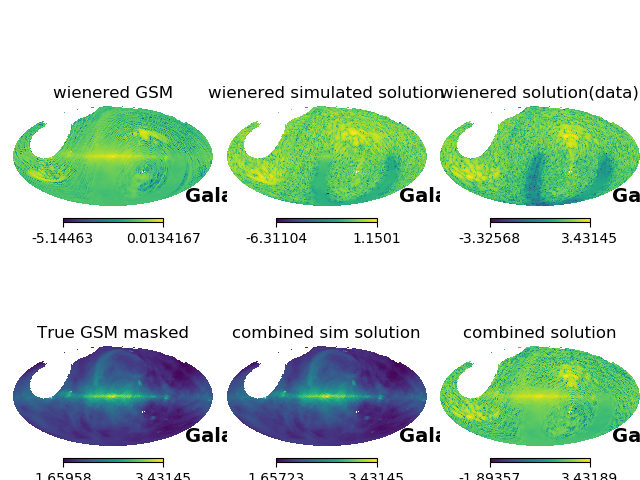 wienered GSM wienered simulated solution wienered solution(data)
Gala Gala Ga
-5.14463 0.0134167 -6.31104 1.1501 -3.32568 3.43145
True GSM masked combined sim solution combined solution
Gala Gala Ga
1.65958 3.43145 1.65723 3.43145 -1.89357 3.43189